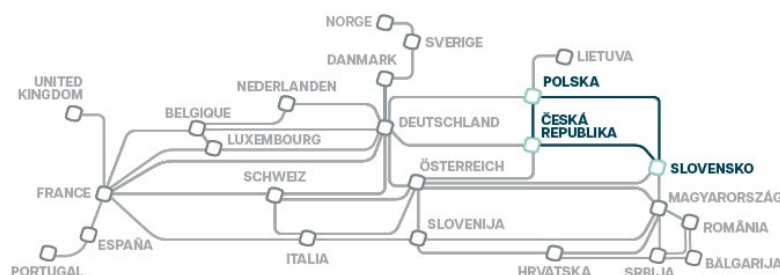 NORGE
SVERIGE
DANMARK
LIETUVA
UNITED
KINGDOM
NEDERLANDEN
POLSKA
BELGIQUE
DEUTSCHLAND
ČESKÁ
REPUBLIKA
LUXEMBOURG
ÖSTERREICH
SLOVENSKO
SCHWEIZ
FRANCE
MAGYARORSZÁG
ROMÂNIA
SLOVENIJA
ESPAÑA
ITALIA
BÄLGARIJA
PORTUGAL
HRVATSKA
SRBIJA